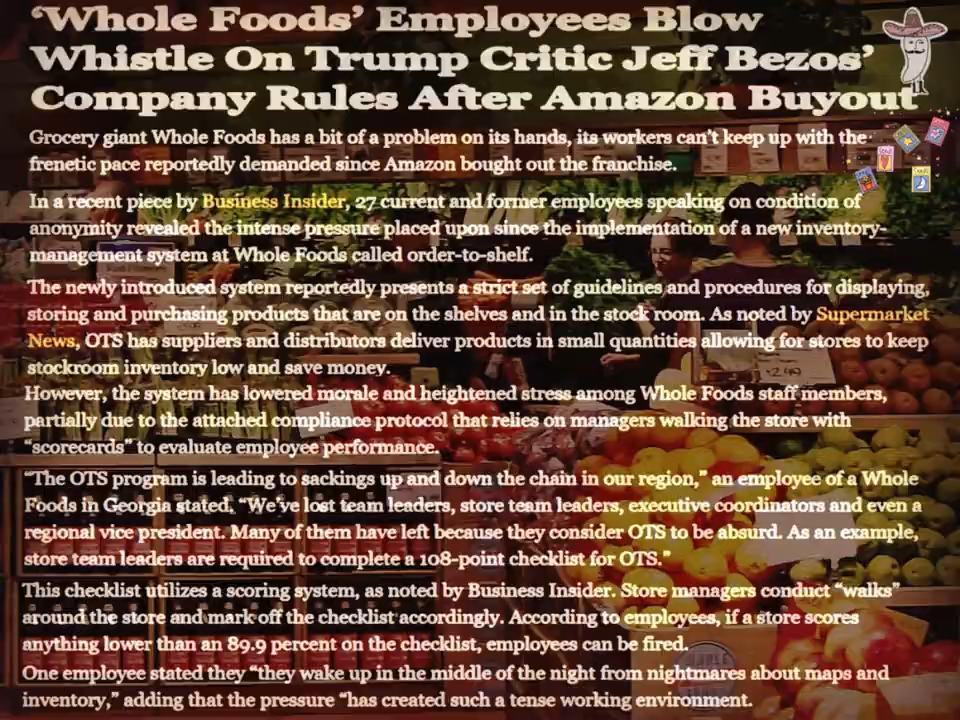 ‘Whole Foods’ Employees Blow
Whistle On Trump Critic Jeff Bezos’
Company Rules After Amazon Buyout
Grocery giant Whole Foods has a bit of a problem on its hands, its workers can't keep up with the
frenetic pace reportedly demanded since Amazon bought out the franchise.
In a recent piece by Business Insider, 27 current and former employees speaking on condition of
anonymity revealed the intense pressure placed upon since the implementation of a new inventory-
management system at Whole Foods called order-to-shelf.
The newly introduced system reportedly presents a strict set of guidelines and procedures for displaying,
storing and purchasing products that are on the shelves and in the stock room. As noted by Supermarket
News, OTS has suppliers and distributors deliver products in small quantities allowing for stores to keep
stockroom inventory low and save money.
However, the system has lowered morale and heightened stress among Whole Foods staff members,
partially due to the attached compliance protocol that relies on managers walking the store with
“scorecards” to evaluate employee performance.
“The OTS program is leading to sackings up and down the chain in our region,” an employee of a Whole
Foods in Georgia stated. “We’ve lost team leaders, store team leaders, executive coordinators and even a
regional vice president. Many of them have left because they consider OTS to be absurd. As an example,
store team leaders are required to complete a 108-point checklist for OTS.”
This checklist utilizes a scoring system, as noted by Business Insider. Store managers conduct “walks”
around the store and mark off the checklist accordingly. According to employees, if a store scores
anything lower than an 89.9 percent on the checklist, employees can be fired.
One employee stated they “they wake up in the middle of the night from nightmares about maps and
inventory,” adding that the pressure “has created such a tense working environment.